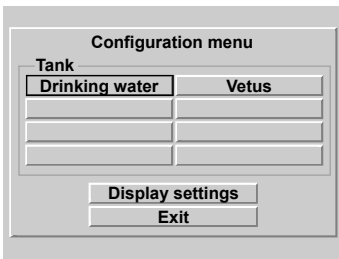 Configuration menu
Tank
Drinking water Vetus
Display settings
Exit